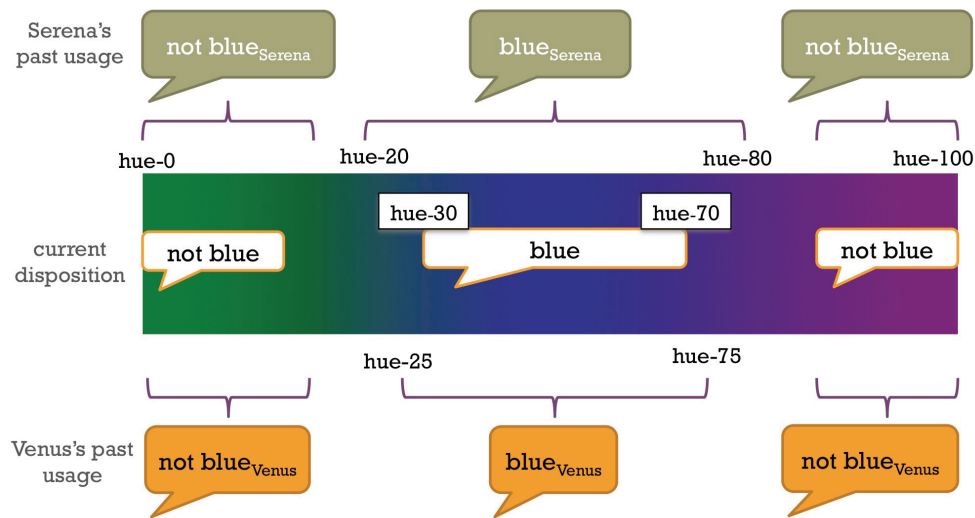 Serena's
past usage
not blueSerena
blueSerena
not blueSerena
hue-0
hue-20
hue-80
hue-100
hue-30
hue-70
current
disposition
not blue
blue
not blue
hue-25
hue-75
Venus's past
usage
not blueVenus
blueVenus
not blueVenus